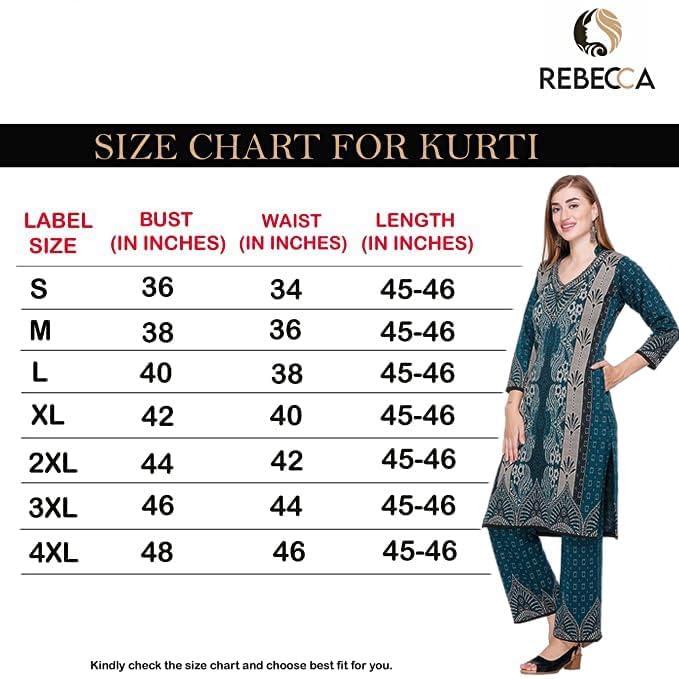 REBECCA
SIZE CHART FOR KURTI
LABEL SIZE BUST (IN INCHES) WAIST (IN INCHES) LENGTH (IN INCHES)
S 36 34 45-46
M 38 36 45-46
L 40 38 45-46
XL 42 40 45-46
2XL 44 42 45-46
3XL 46 44 45-46
4XL 48 46 45-46
Kindly check the size chart and choose best fit for you.